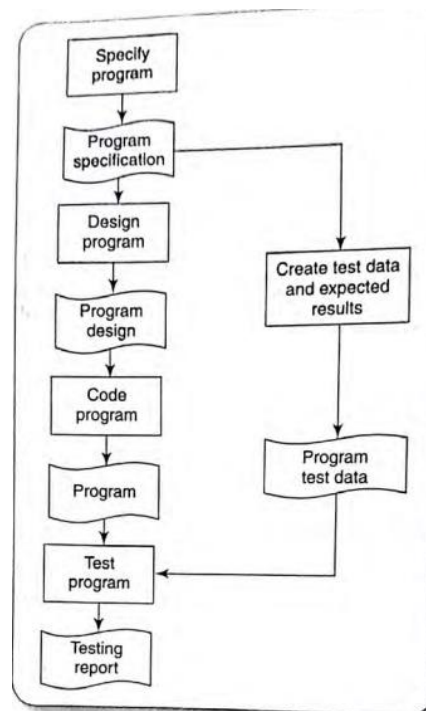 Specify
program
Program
specification
Design
program
Create test data
and expected
results
Program
design
Code
program
Program
test data
Program
Test
program
Testing
report